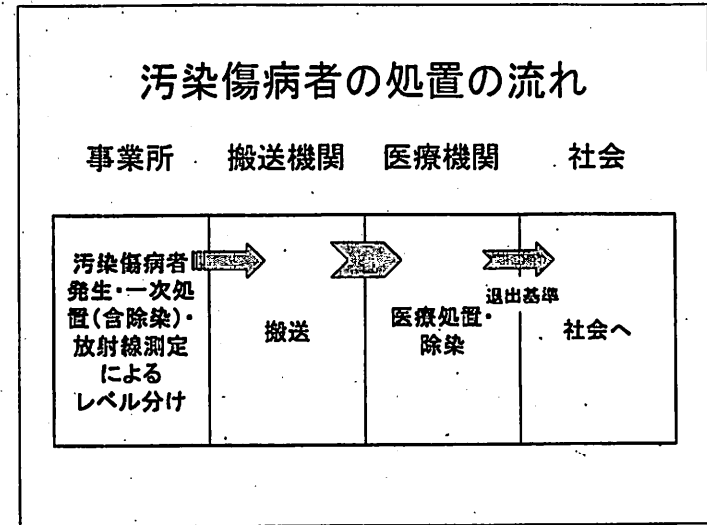 汚染傷病者の処置の流れ
事業所 搬送機関 医療機関 社会
汚染傷病者
発生・一次処
置(含除染)・
放射線測定
による
レベル分け
搬送
医療処置・
除染
退出基準
社会へ